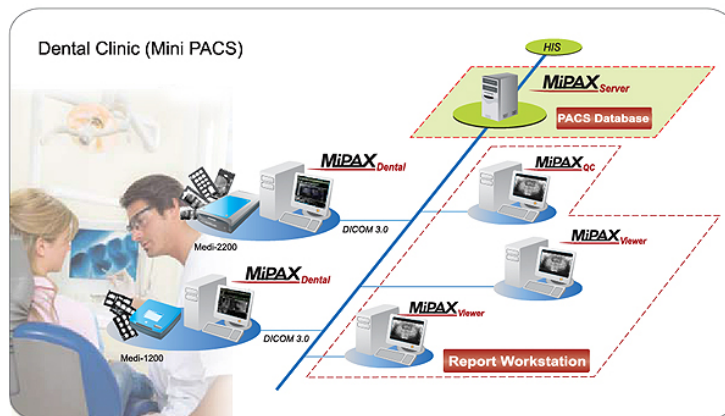 Dental Clinic (Mini PACS)
HIS
MiPAX Server
PACS Database
MiPAX Dental
MiPAX QC
Medi-2200
DICOM 3.0
MiPAX Viewer
MiPAX Dental
MiPAX Viewer
Medi-1200
DICOM 3.0
Report Workstation